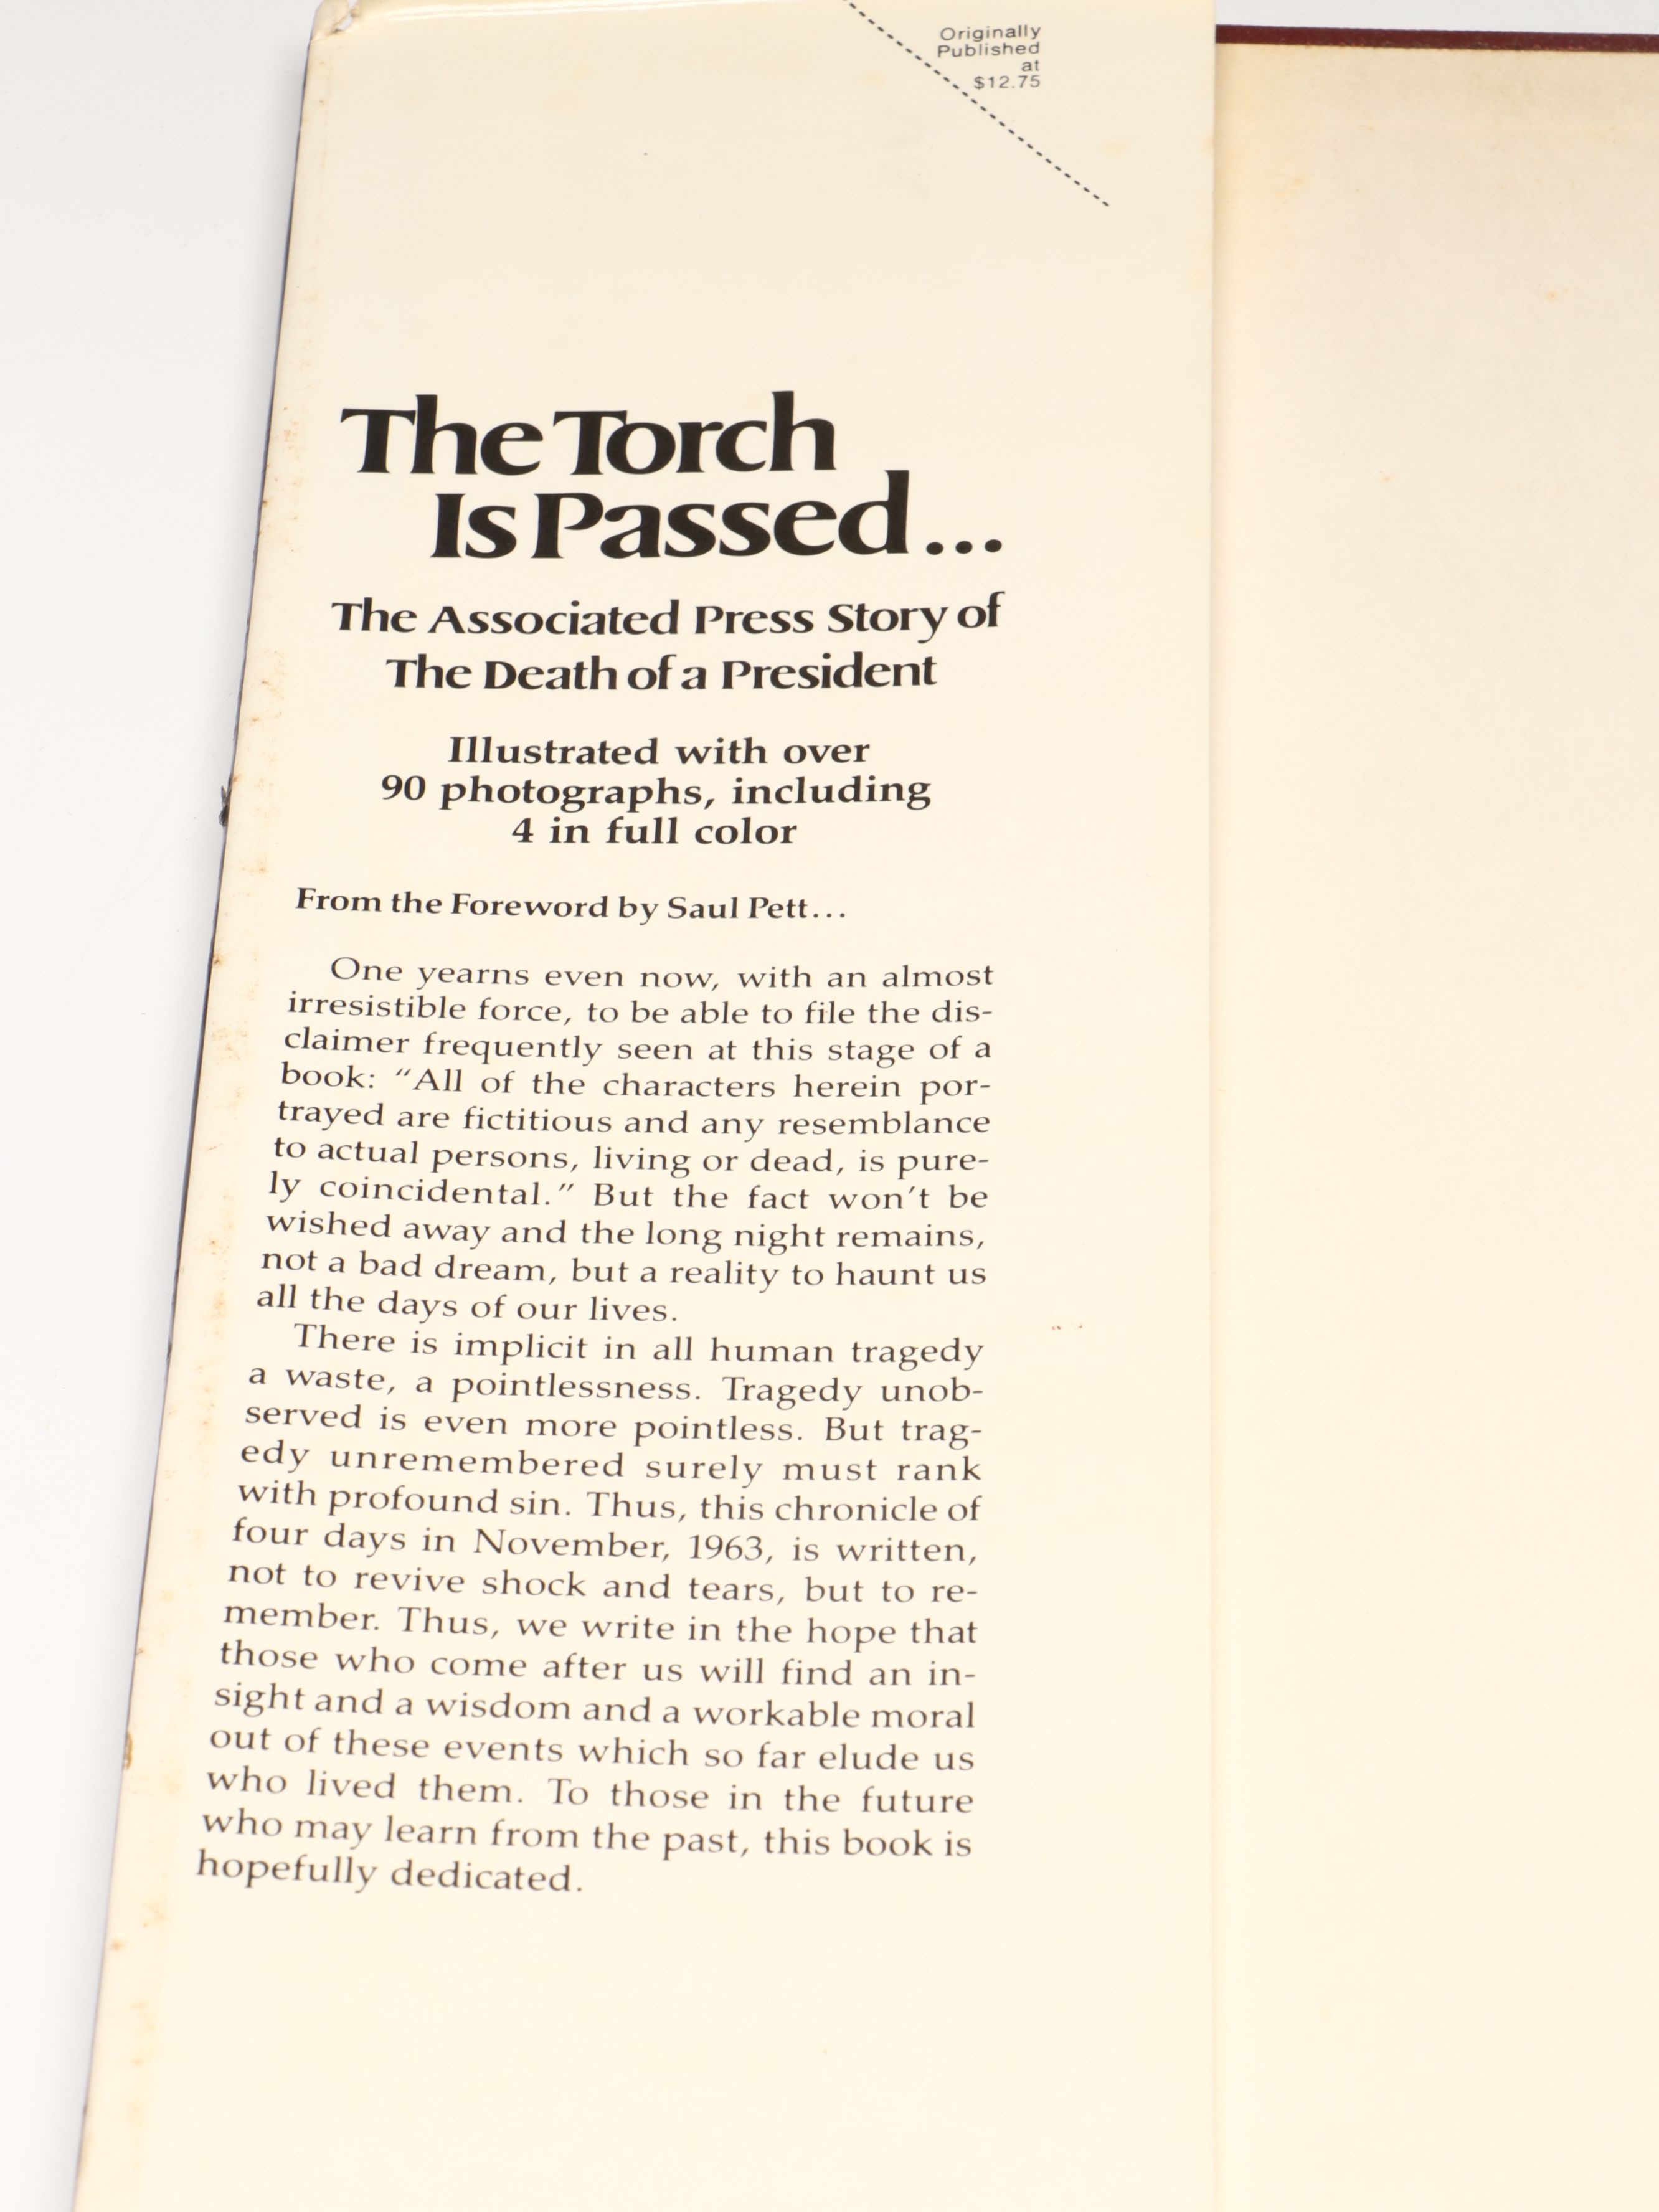 Originally
Published
at
$12.75
The Torch
Is Passed...
The Associated Press Story of
The Death of a President
Illustrated with over
90 photographs, including
4 in full color
From the Foreword by Saul Pett...
One yearns even now, with an almost
irresistible force, to be able to file the dis-
claimer frequently seen at this stage of a
book: “All of the characters herein por-
trayed are fictitious and any resemblance
to actual persons, living or dead, is pure-
ly coincidental.” But the fact won’t be
wished away and the long night remains,
not a bad dream, but a reality to haunt us
all the days of our lives.
There is implicit in all human tragedy
a waste, a pointlessness. Tragedy unob-
served is even more pointless. But trag-
edy unremembered surely must rank
with profound sin. Thus, this chronicle of
four days in November, 1963, is written,
not to revive shock and tears, but to re-
member. Thus, we write in the hope that
those who come after us will find an in-
sight and a wisdom and a workable moral
out of these events which so far elude us
who lived them. To those in the future
who may learn from the past, this book is
hopefully dedicated.